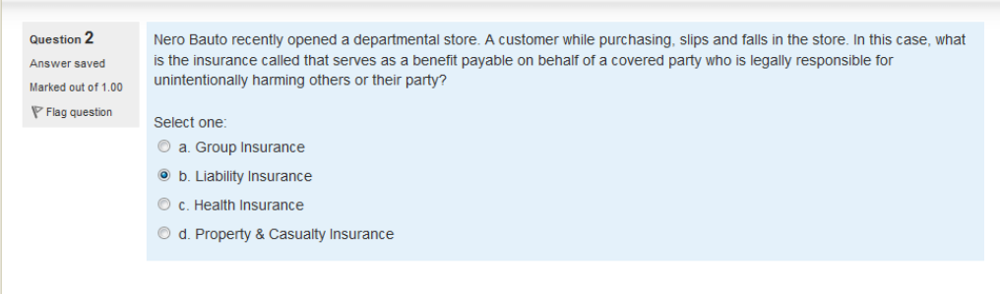 Question 2
Answer saved
Marked out of 1.00
Flag question
Nero Bauto recently opened a departmental store. A customer while purchasing, slips and falls in the store. In this case, what
is the insurance called that serves as a benefit payable on behalf of a covered party who is legally responsible for
unintentionally harming others or their party?
Select one:
a. Group Insurance
b. Liability Insurance
c. Health Insurance
d. Property & Casualty Insurance